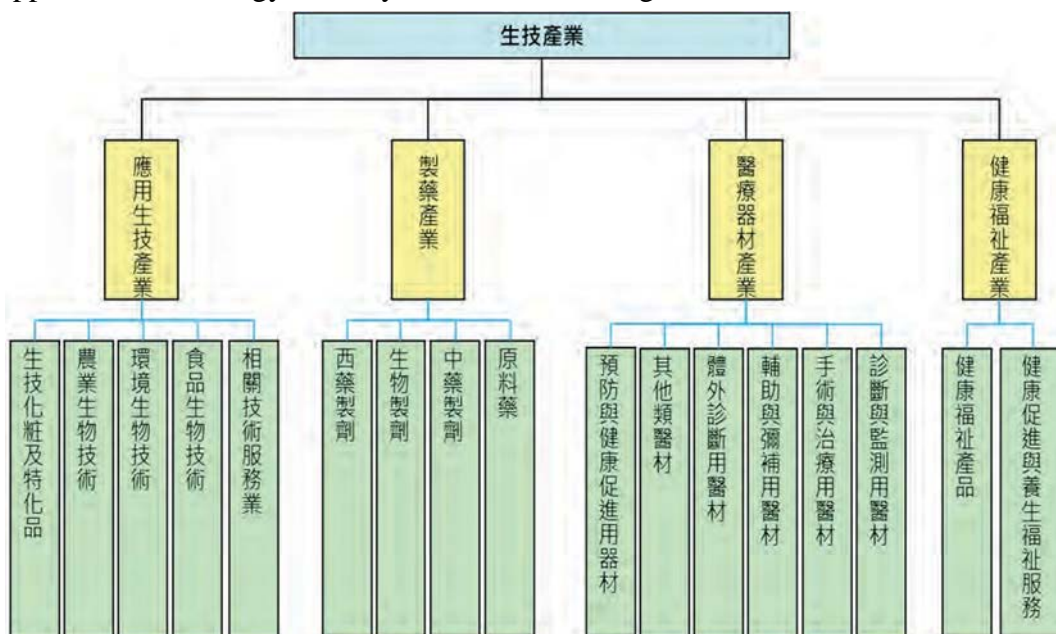 生技產業
應用生技產業
製藥產業
醫療器材產業
健康福祉產業
生技化粧及特化品
農業生物技術
環境生物技術
食品生物技術
相關技術服務業
西藥製劑
生物製劑
中藥製劑
原料藥
預防與健康促進用器材
其他類醫材
體外診斷用醫材
輔助與彌補用醫材
手術與治療用醫材
診斷與監測用醫材
健康福祉產品
健康促進與養生福祉服務